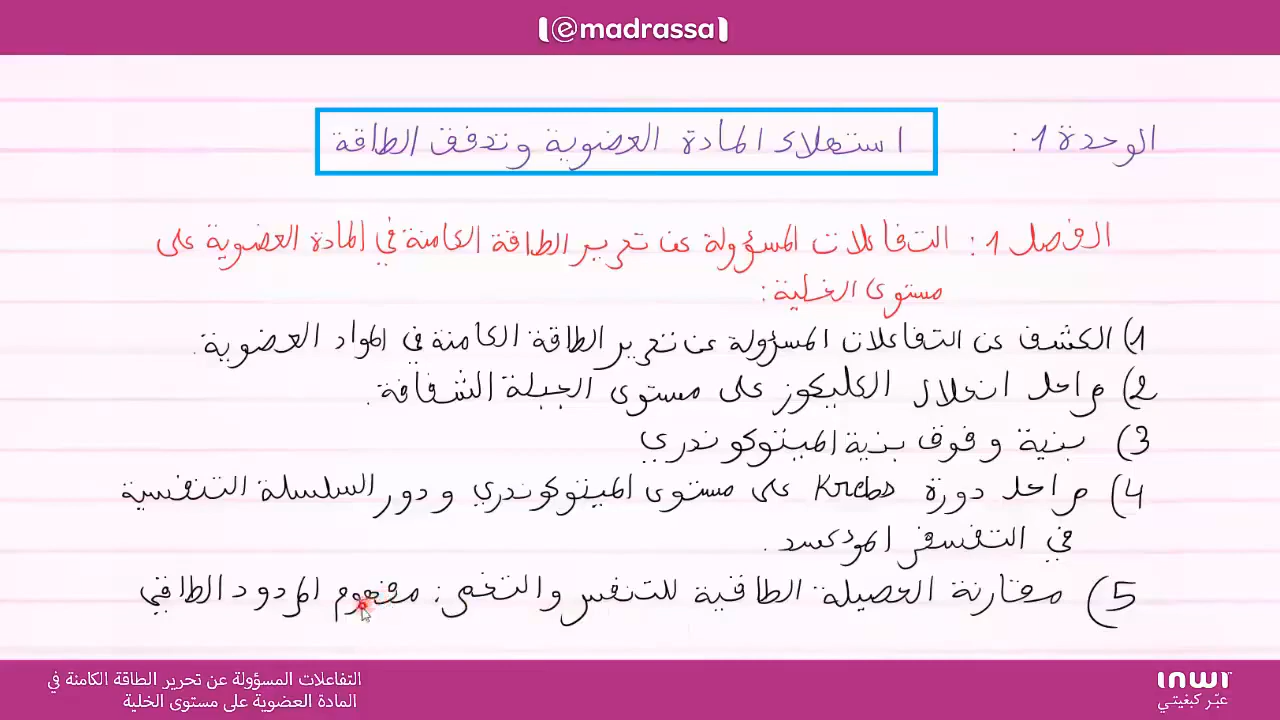 emadrassa
الوحدة 1 : استهلاك المادة العضوية وتدفق الطاقة
الفصل 1 : التفاعلات المسؤولة عن تحرير الطاقة الكامنة في المادة العضوية على
مستوى الخلية :
1) الكشف عن التفاعلات المسؤولة عن تحرير الطاقة الكامنة في المواد العضوية .
2) مراحل انحلال الكليكوز على مستوى الجبلة الشفافة .
3) بنية وفوق بنية الميتوكوندري
4) مراحل دورة Krebs على مستوى الميتوكوندري ودور السلسلة التنفسية
في التفسفر المؤكسد .
5) مقارنة الحصيلة الطاقية للتنفس والتخمر : مفهوم المردود الطاقي
التفاعلات المسؤولة عن تحرير الطاقة الكامنة في
المادة العضوية على مستوى الخلية
inwi
عبّر كيفيتي